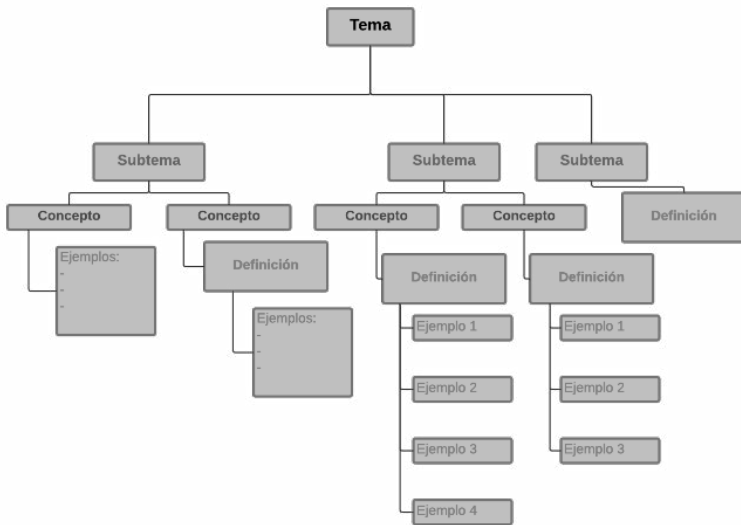 Tema
Subtema
Subtema
Subtema
Concepto
Concepto
Concepto
Concepto
Definición
Ejemplos:
-
-
-
Definición
Definición
Definición
Ejemplos:
-
-
-
Ejemplo 1
Ejemplo 1
Ejemplo 2
Ejemplo 2
Ejemplo 3
Ejemplo 3
Ejemplo 4